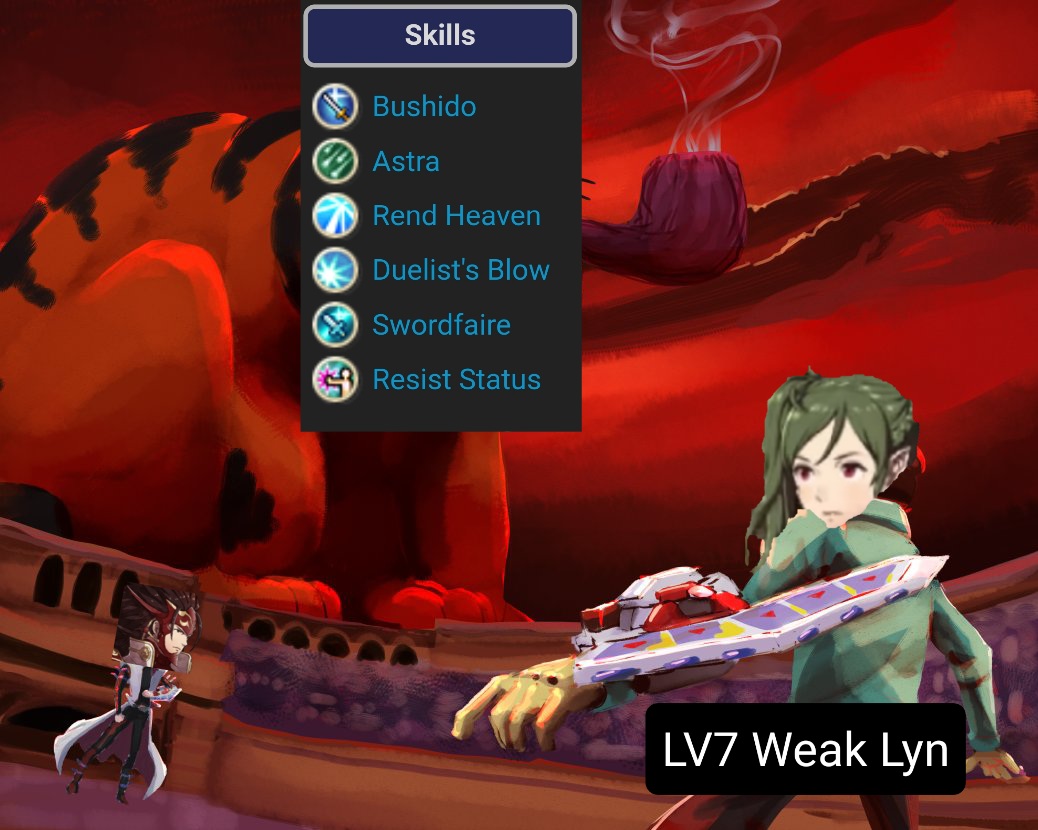 Skills
Bushido
Astra
Rend Heaven
Duelist's Blow
Swordfaire
Resist Status
LV7 Weak Lyn